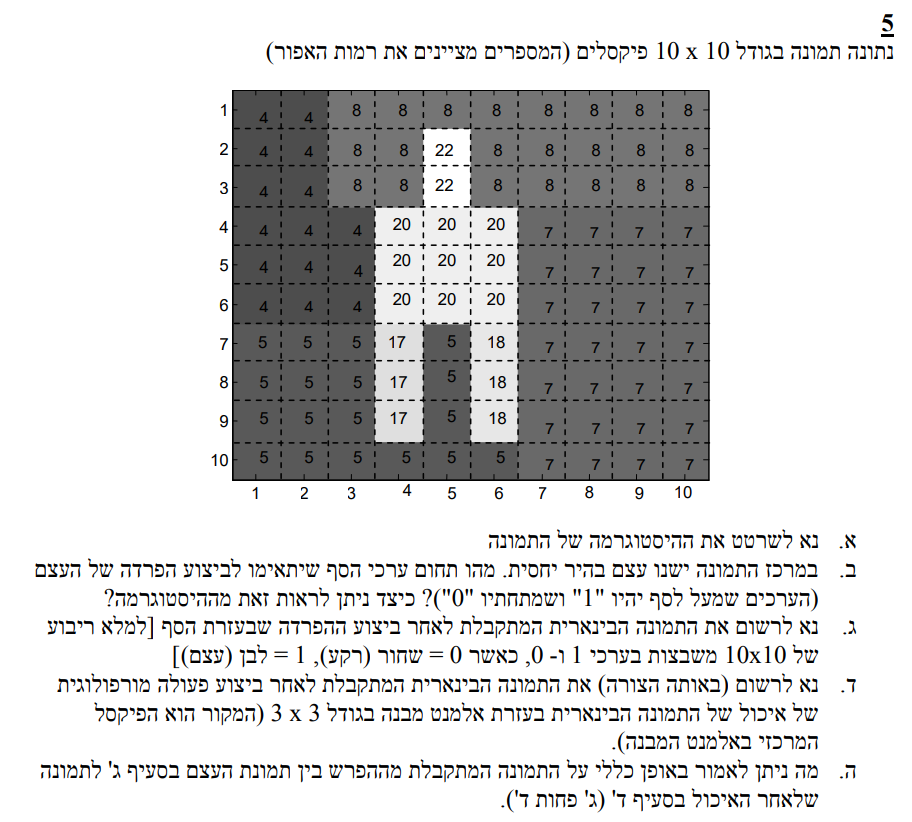 5
נתונה תמונה בגודל 10 x 10 פיקסלים (המספרים מציינים את רמות האפור)
1 4 4 8 8 8 8 8 8 8 8
2 4 4 8 8 22 8 8 8 8 8
3 4 4 8 8 22 8 8 8 8 8
4 4 4 4 20 20 20 7 7 7 7
5 4 4 4 20 20 20 7 7 7 7
6 4 4 4 20 20 20 7 7 7 7
7 5 5 5 17 5 18 7 7 7 7
8 5 5 5 17 5 18 7 7 7 7
9 5 5 5 17 5 18 7 7 7 7
10 5 5 5 5 5 5 7 7 7 7
1 2 3 4 5 6 7 8 9 10
א. נא לשרטט את ההיסטוגרמה של התמונה
ב. במרכז התמונה ישנו עצם בהיר יחסית. מהו תחום ערכי הסף שיתאימו לביצוע הפרדה של העצם
(הערכים שמעל לסף יהיו "1" ושמתחתיו "0")? כיצד ניתן לראות זאת מההיסטוגרמה?
ג. נא לרשום את התמונה הבינארית המתקבלת לאחר ביצוע ההפרדה שבעזרת הסף [למלא ריבוע
של 10x10 משבצות בערכי 1 ו- 0, כאשר 0 = שחור (רקע), 1 = לבן (עצם)]
ד. נא לרשום (באותה הצורה) את התמונה הבינארית המתקבלת לאחר ביצוע פעולה מורפולוגית
של איכול של התמונה הבינארית בעזרת אלמנט מבנה בגודל 3 x 3 (המקור הוא הפיקסל
המרכזי באלמנט המבנה).
ה. מה ניתן לאמור באופן כללי על התמונה המתקבלת מההפרש בין תמונת העצם בסעיף ג' לתמונה
שלאחר האיכול בסעיף ד' (ג' פחות ד').